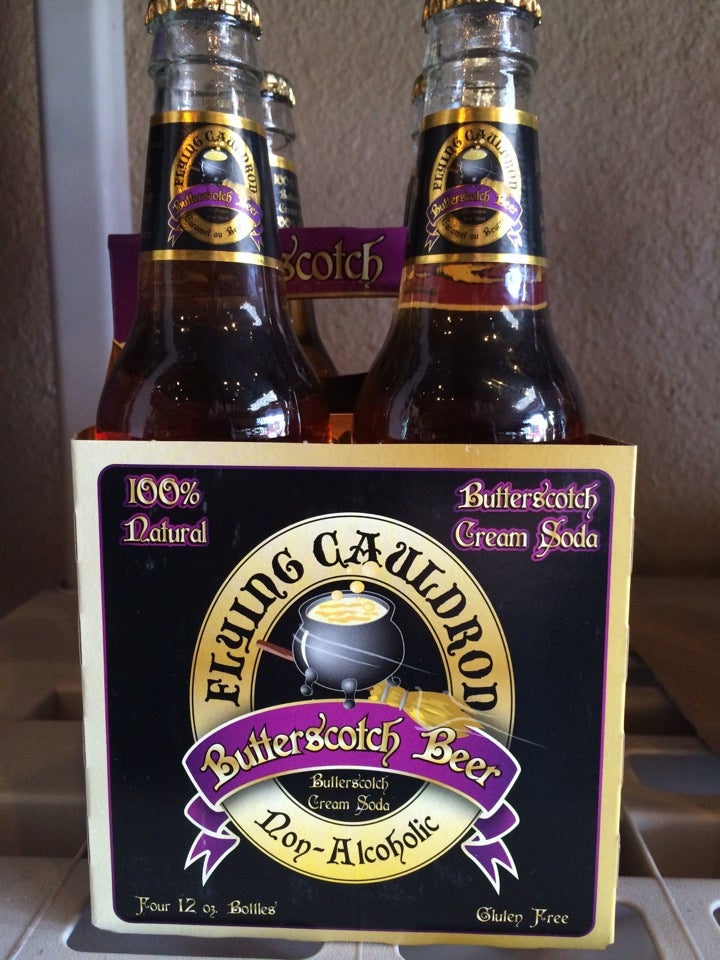 FLYING CAULDRON
Butterscotch Beer
Caramel au Beurre
FLYING CAULDRON
Butterscotch Beer
Caramel au Beurre
scotch
100%
Natural
Butterscotch
Cream Soda
FLYING CAULDRON
Butterscotch Beer
Butterscotch
Cream Soda
Non-Alcoholic
Four 12 oz. Bottles
Gluten Free